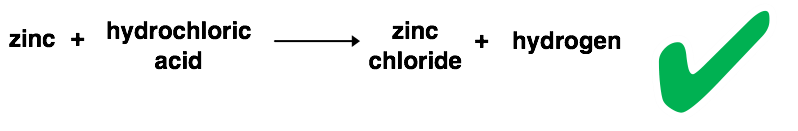 zinc + hydrochloric acid ⟶ zinc chloride + hydrogen